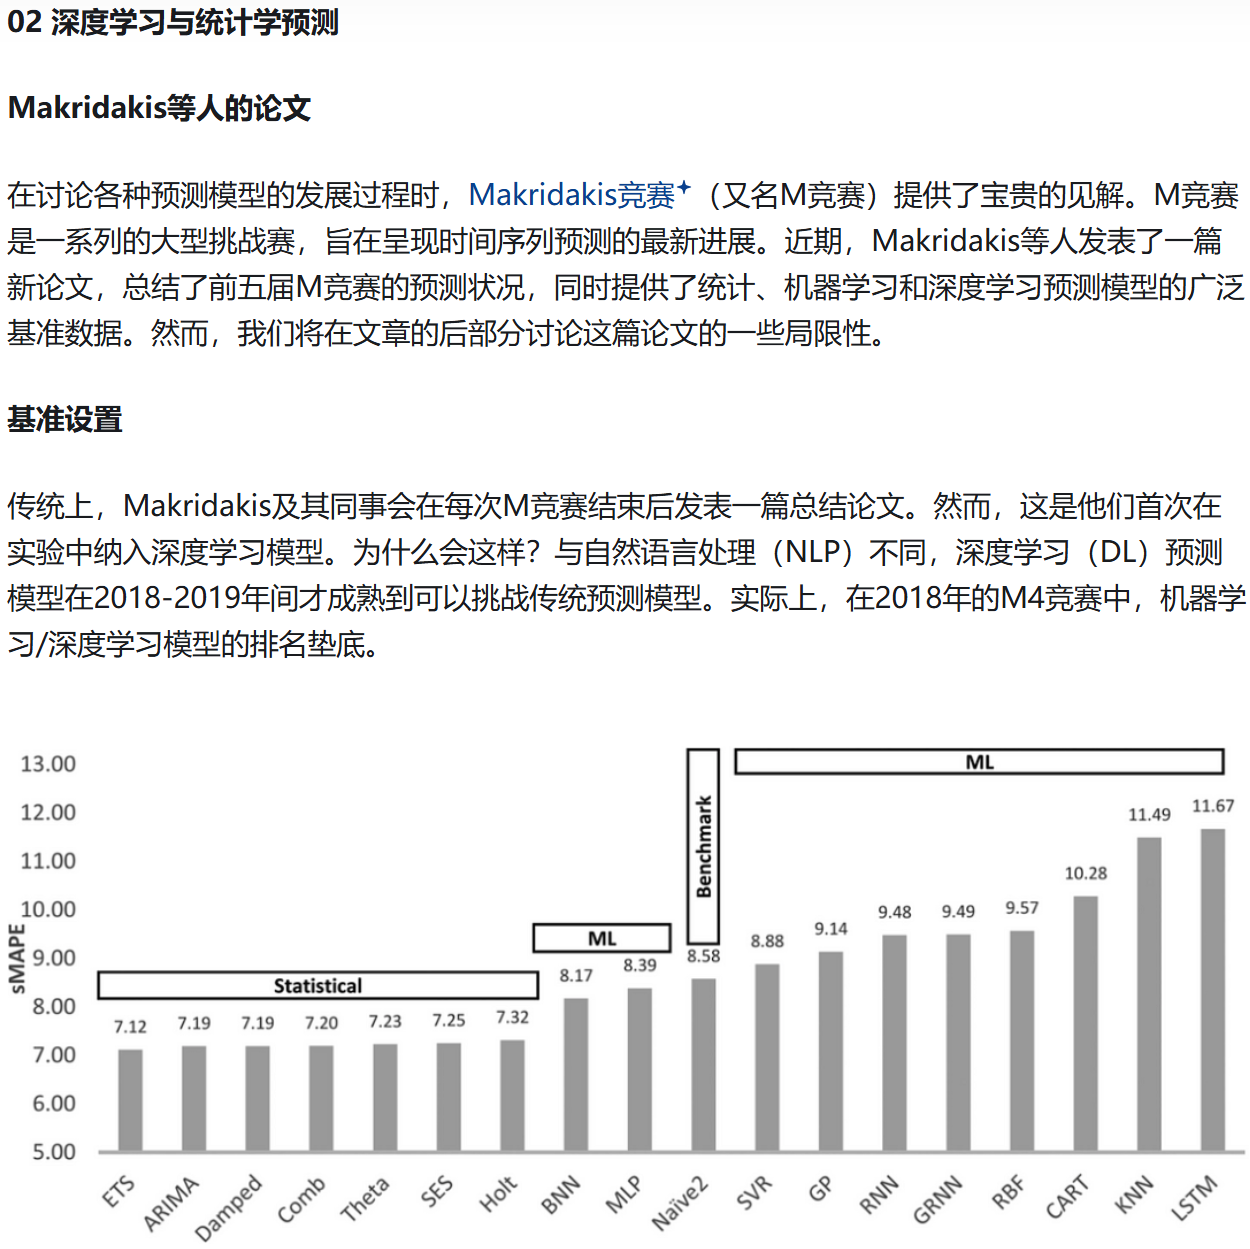 02 深度学习与统计学预测
Makridakis等人的论文
在讨论各种预测模型的发展过程时，Makridakis竞赛（又名M竞赛）提供了宝贵的见解。M竞赛
是一系列的大型挑战赛，旨在呈现时间序列预测的最新进展。近期，Makridakis等人发表了一篇
新论文，总结了前五届M竞赛的预测状况，同时提供了统计、机器学习和深度学习预测模型的广泛
基准数据。然而，我们将在文章的后部分讨论这篇论文的一些局限性。
基准设置
传统上，Makridakis及其同事会在每次M竞赛结束后发表一篇总结论文。然而，这是他们首次在
实验中纳入深度学习模型。为什么会这样？与自然语言处理（NLP）不同，深度学习（DL）预测
模型在2018-2019年间才成熟到可以挑战传统预测模型。实际上，在2018年的M4竞赛中，机器学
习/深度学习模型的排名垫底。
sMAPE
13.00
12.00
11.00
10.00
9.00
8.00
7.00
6.00
5.00
Statistical
ML
Benchmark
ML
7.12
7.19
7.19
7.20
7.23
7.25
7.32
8.17
8.39
8.58
8.88
9.14
9.48
9.49
9.57
10.28
11.49
11.67
ETS
ARIMA
Damped
Comb
Theta
SES
Holt
BNN
MLP
Naïve2
SVR
GP
RNN
GRNN
RBF
CART
KNN
LSTM